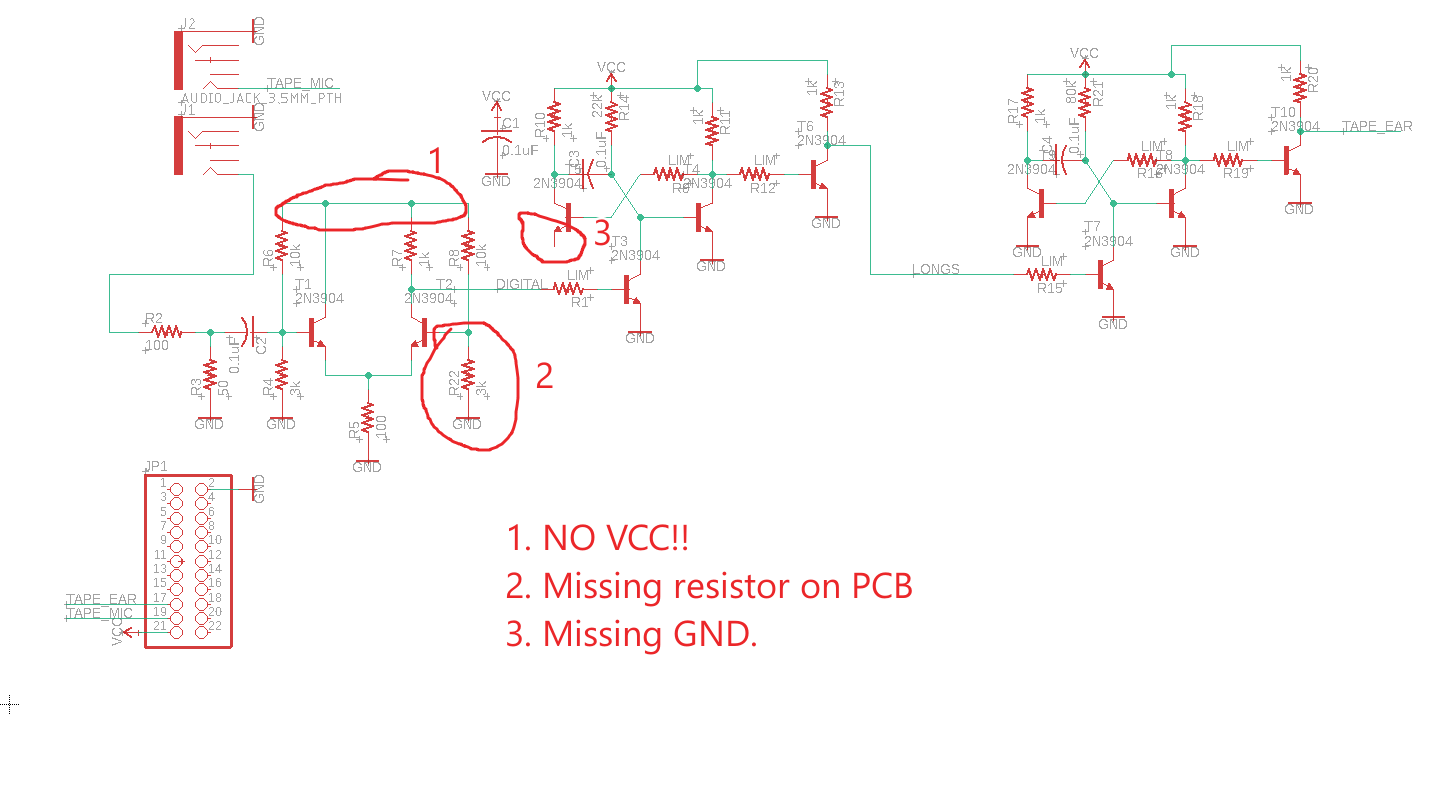 J2
GND
TAPE_MIC
AUDIO_JACK_3.5MM_PTH
J1
GND
1
VCC
C1
0.1uF
GND
VCC
R10
1k
22k
R14
C3
0.1uF
1k
R11
1k
R13
T6
2N3904
2N3904
LIM
T4
2N3904
LIM
R12
GND
3
T3
2N3904
GND
GND
VCC
R17
1k
80k
R21
C4
0.1uF
1k
R18
1k
R20
T10
2N3904
TAPE_EAR
2N3904
LIM
T8
2N3904
LIM
R19
GND
GND
GND
T7
2N3904
LONGS
LIM
R15
GND
R6
10k
R7
1k
R8
10k
T1
2N3904
T2
2N3904
DIGITAL
LIM
R1
GND
R2
100
0.1uF
C2
R3
50
R4
3k
R22
3k
2
GND
GND
GND
R5
100
GND
JP1
1 2
3 4
5 6
7 8
9 10
11 12
13 14
15 16
17 18
19 20
21 22
GND
TAPE_EAR
TAPE_MIC
VCC
1. NO VCC!!
2. Missing resistor on PCB
3. Missing GND.